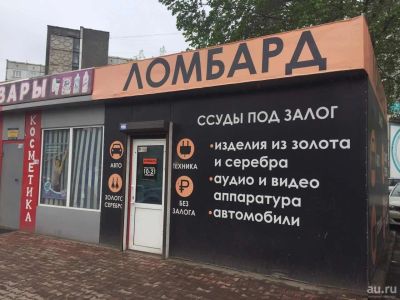 ЛОМБАРД
ВАРЫ
КОСМЕТИКА
ССУДЫ ПОД ЗАЛОГ
• ИЗДЕЛИЯ ИЗ ЗОЛОТА
И СЕРЕБРА
• АУДИО И ВИДЕО
АППАРАТУРА
• АВТОМОБИЛИ
АВТО
ТЕХНИКА
ЗОЛОТО
СЕРЕБРО
БЕЗ
ЗАЛОГА
au.ru